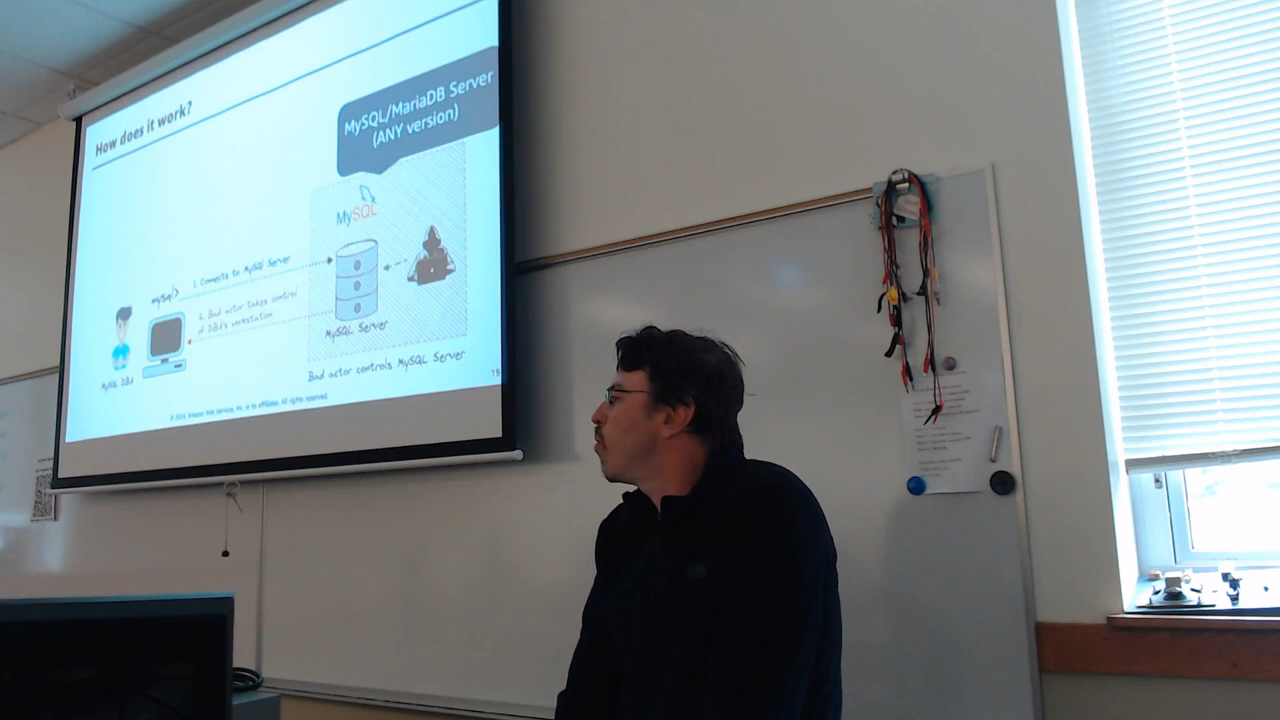 How does it work?
MySQL/MariaDB Server
(ANY version)
MySQL
mysql>
1. Connects to MySQL Server
2. Bad actor takes control
of DBA's workstation
MySQL Server
MySQL DBA
Bad actor controls MySQL Server
19
© 2024, Amazon Web Services, Inc. or its affiliates. All rights reserved.